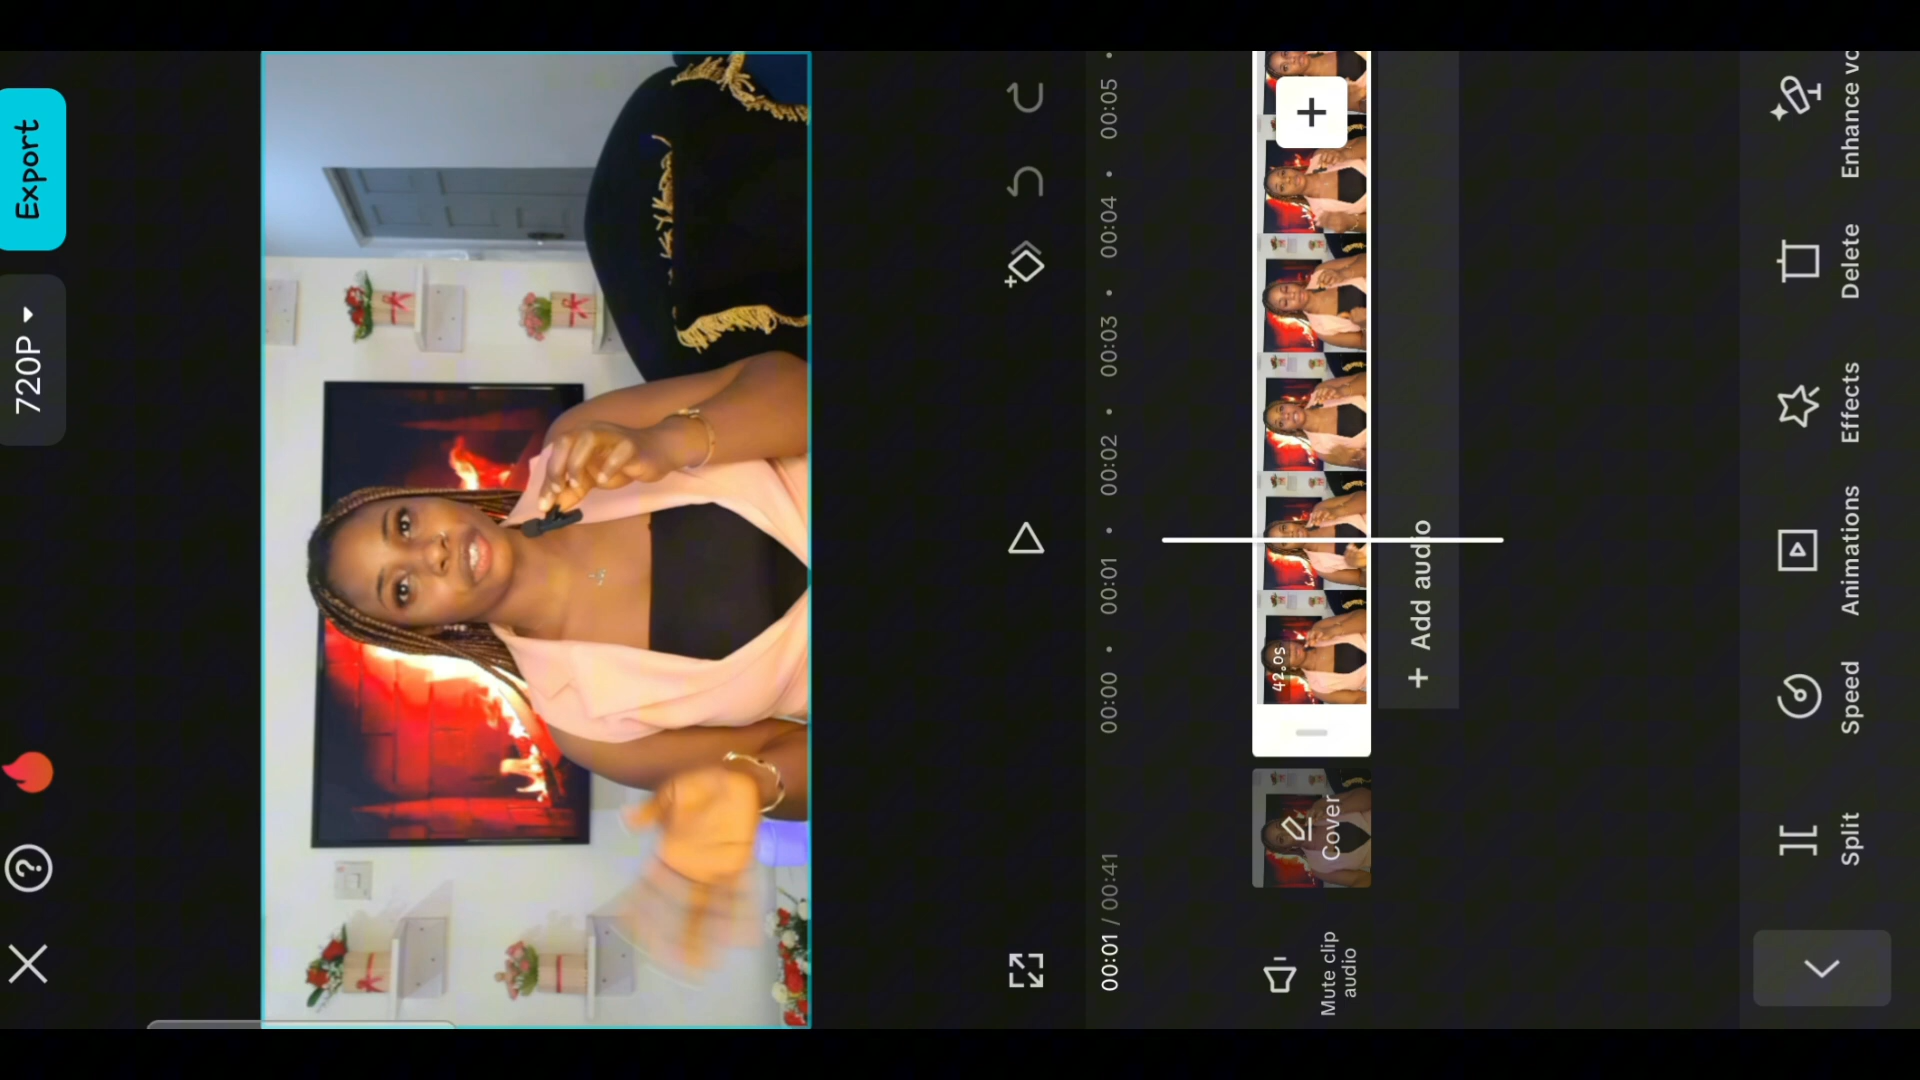 720P
Export
KAYKAY
00:01 / 00:41
00:00
00:01
00:02
00:03
00:04
00:05
Mute clip
audio
Cover
42.0s
+ Add audio
Split
Speed
Animations
Effects
Delete
Enhance vo